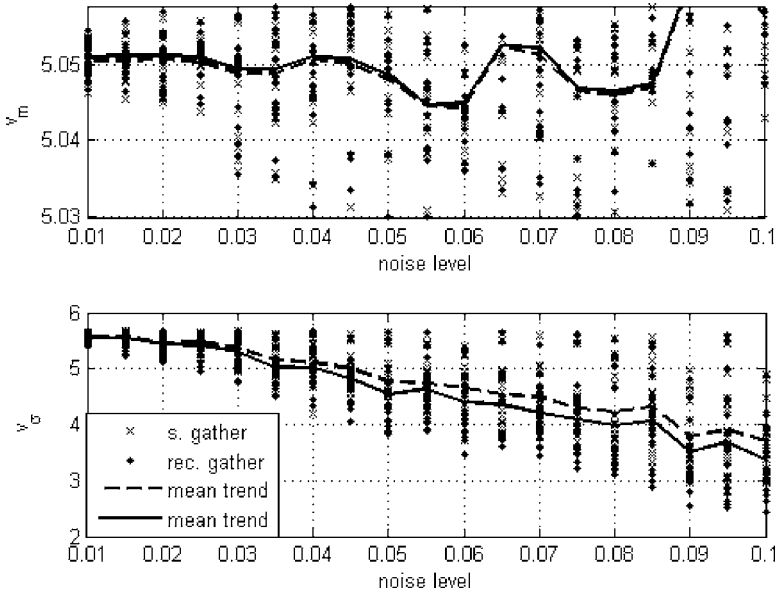 5.05
5.04
5.03
v_m
0.01 0.02 0.03 0.04 0.05 0.06 0.07 0.08 0.09 0.1
noise level
6
5
4
3
2
v_σ
s. gather
rec. gather
mean trend
mean trend
0.01 0.02 0.03 0.04 0.05 0.06 0.07 0.08 0.09 0.1
noise level